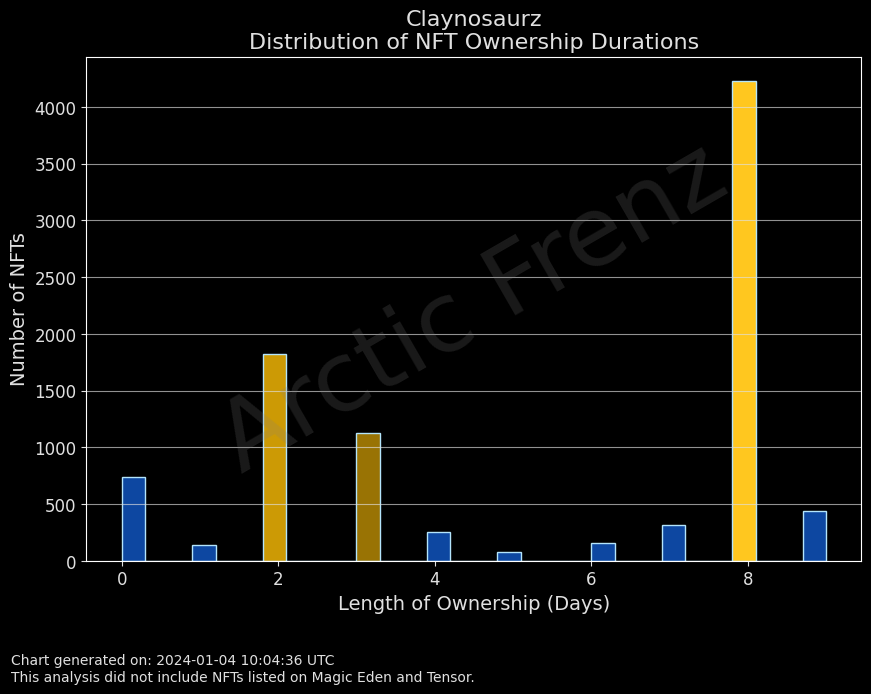 Claynosaurz
Distribution of NFT Ownership Durations
Number of NFTs
4000
3500
3000
2500
2000
1500
1000
500
0
0 2 4 6 8
Length of Ownership (Days)
Arctic Frenz
Chart generated on: 2024-01-04 10:04:36 UTC
This analysis did not include NFTs listed on Magic Eden and Tensor.